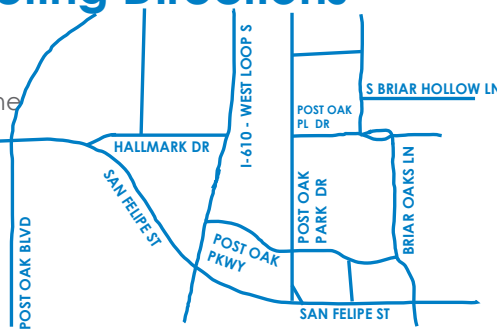 Directions
I-610 - WEST LOOP S
S BRIAR HOLLOW LN
POST OAK
PL DR
HALLMARK DR
SAN FELIPE ST
POST OAK
PARK DR
BRIAR OAKS LN
POST OAK BLVD
POST OAK
PKWY
SAN FELIPE ST